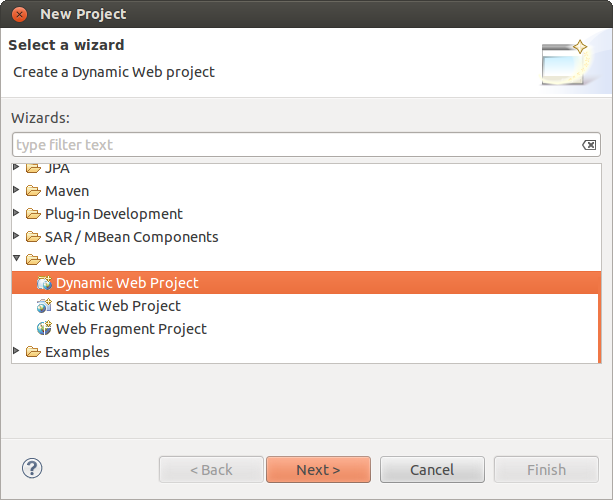 New Project
Select a wizard
Create a Dynamic Web project
Wizards:
type filter text
JPA
Maven
Plug-in Development
SAR / MBean Components
Web
Dynamic Web Project
Static Web Project
Web Fragment Project
Examples
? < Back Next > Cancel Finish